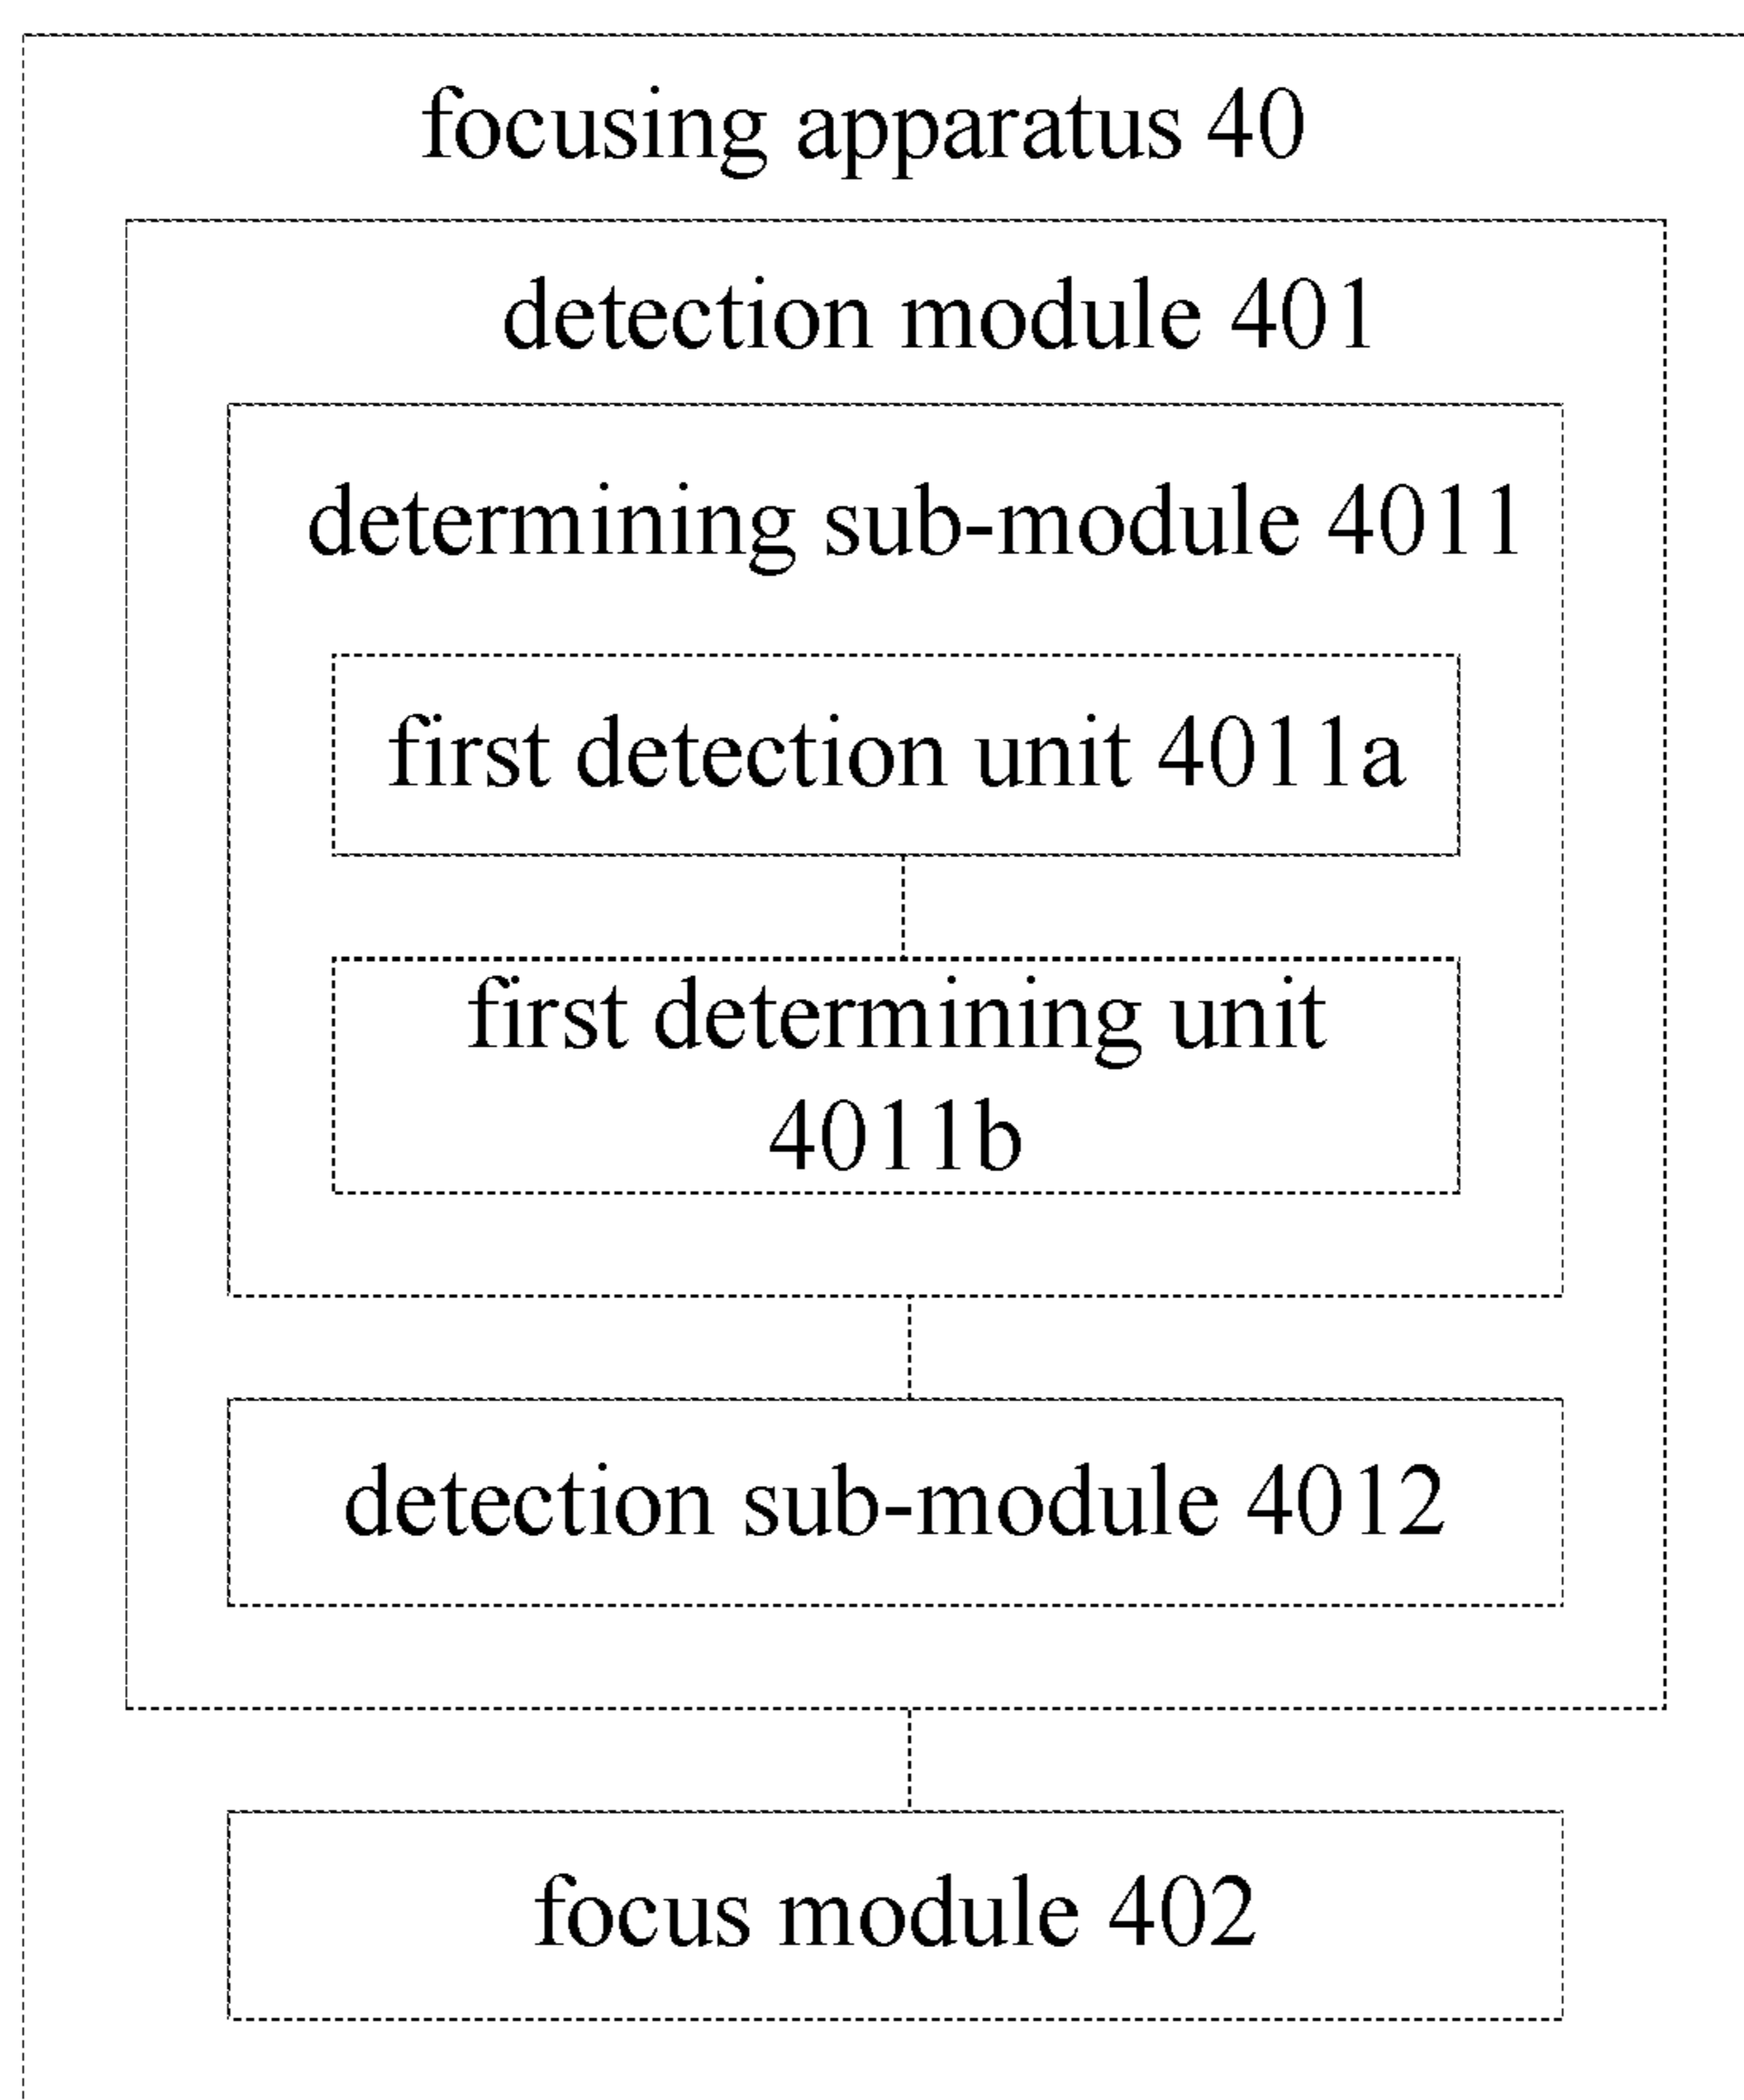 focusing apparatus 40
detection module 401
determining sub-module 4011
first detection unit 4011a
first determining unit
4011b
detection sub-module 4012
focus module 402